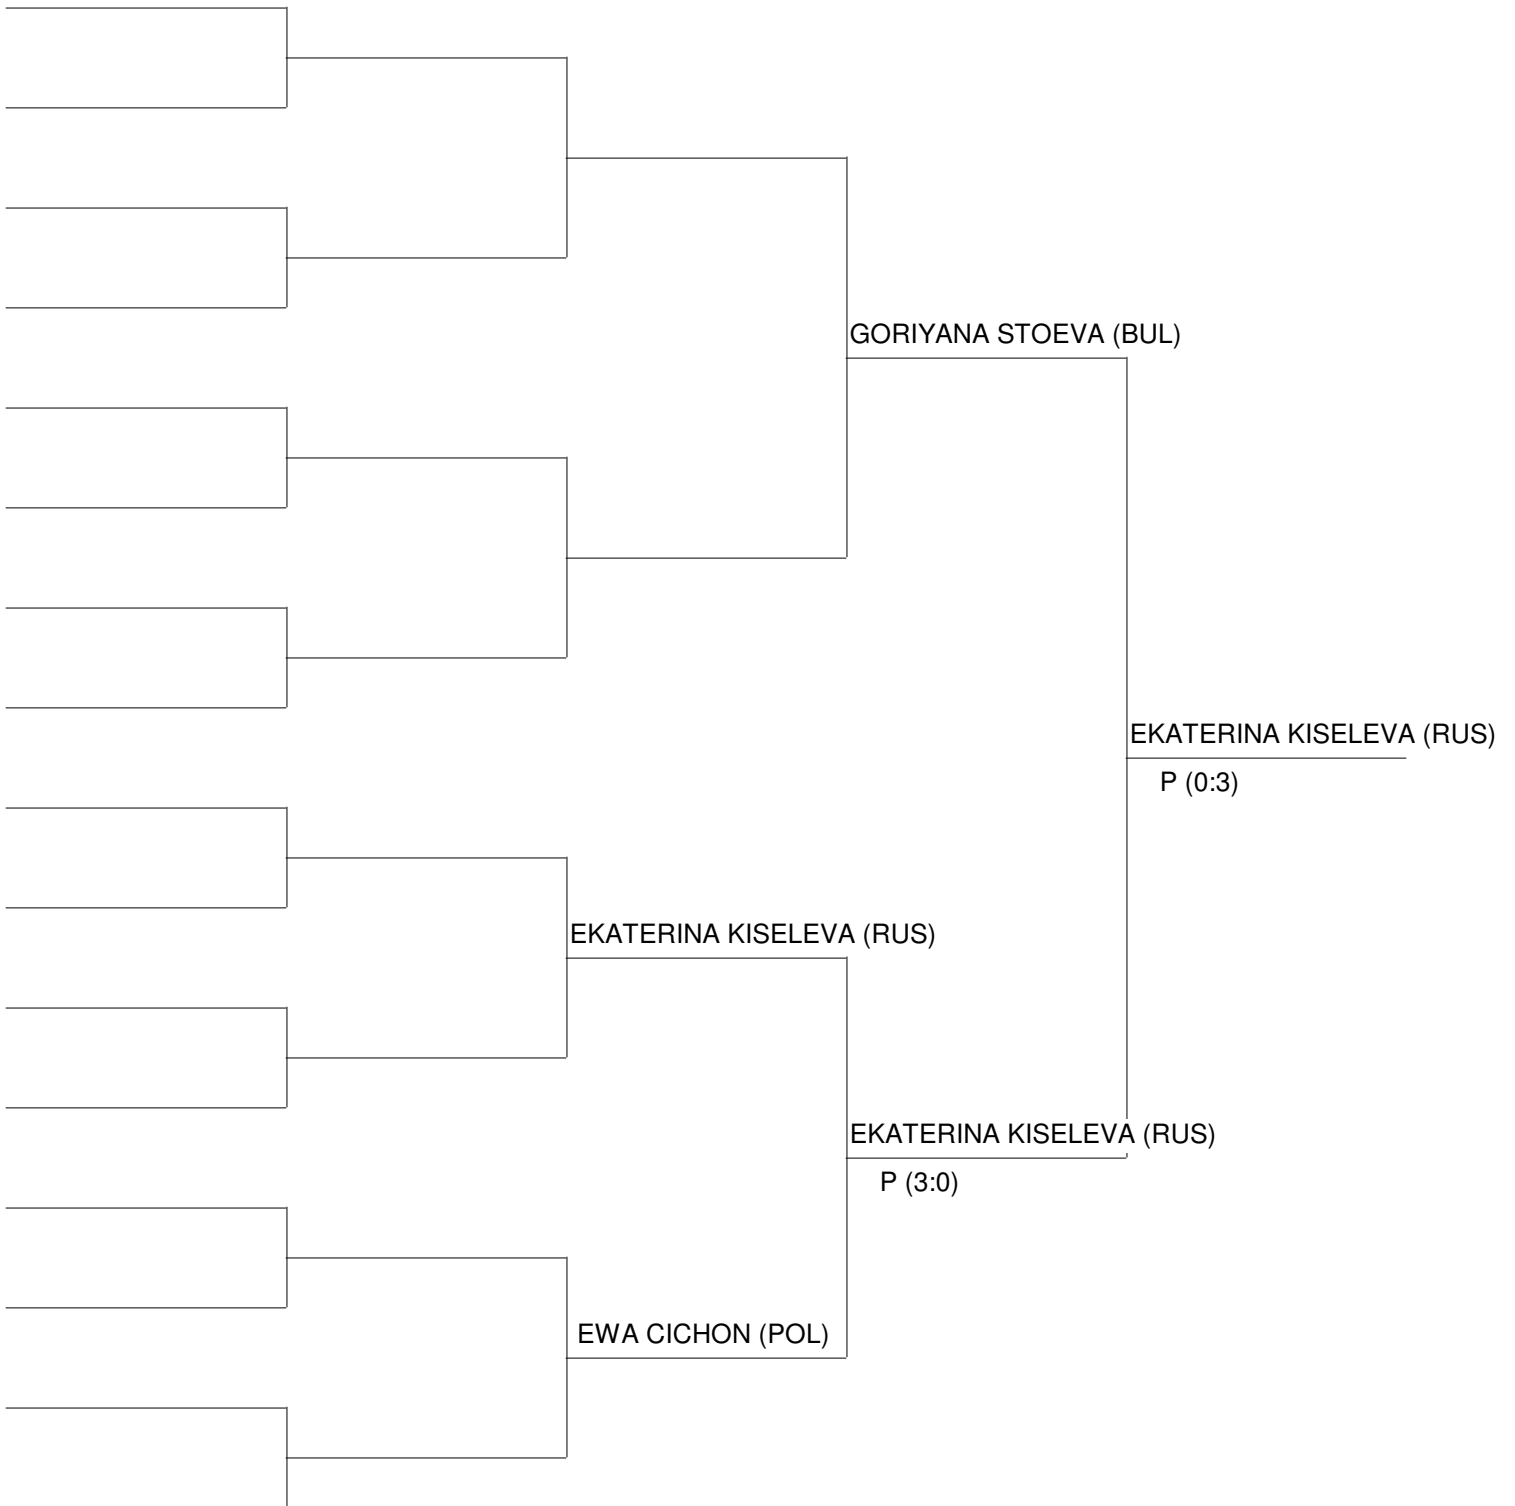 GORIYANA STOEVA (BUL)
EKATERINA KISELEVA (RUS)
P (0:3)
EKATERINA KISELEVA (RUS)
EKATERINA KISELEVA (RUS)
P (3:0)
EWA CICHON (POL)